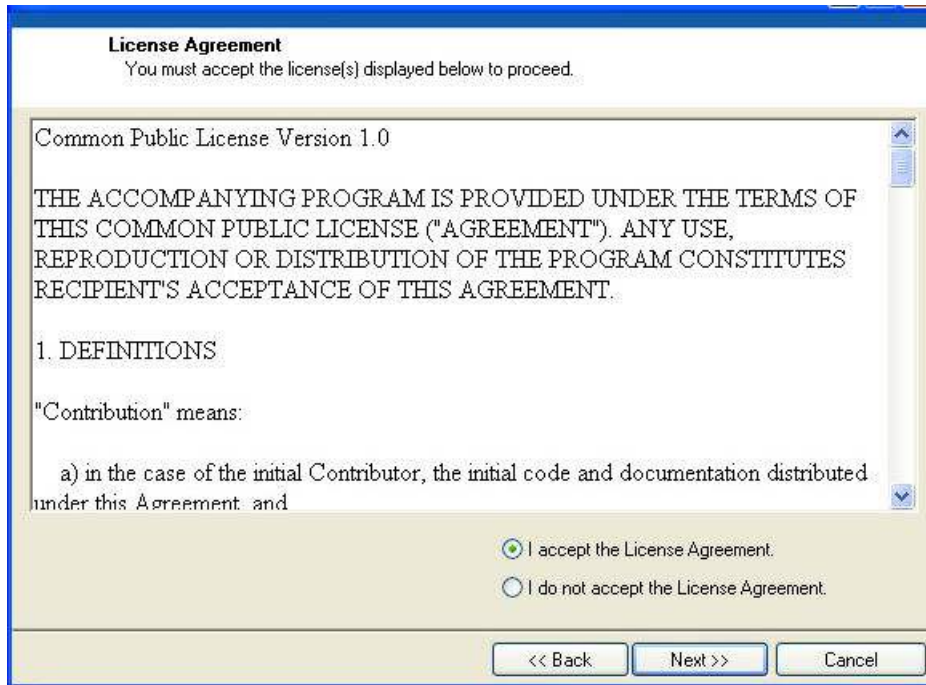 License Agreement
You must accept the license(s) displayed below to proceed.
Common Public License Version 1.0
THE ACCOMPANYING PROGRAM IS PROVIDED UNDER THE TERMS OF
THIS COMMON PUBLIC LICENSE ("AGREEMENT"). ANY USE,
REPRODUCTION OR DISTRIBUTION OF THE PROGRAM CONSTITUTES
RECIPIENT'S ACCEPTANCE OF THIS AGREEMENT.
1. DEFINITIONS
"Contribution" means:
a) in the case of the initial Contributor, the initial code and documentation distributed
under this Agreement, and
I accept the License Agreement.
I do not accept the License Agreement.
<< Back
Next >>
Cancel